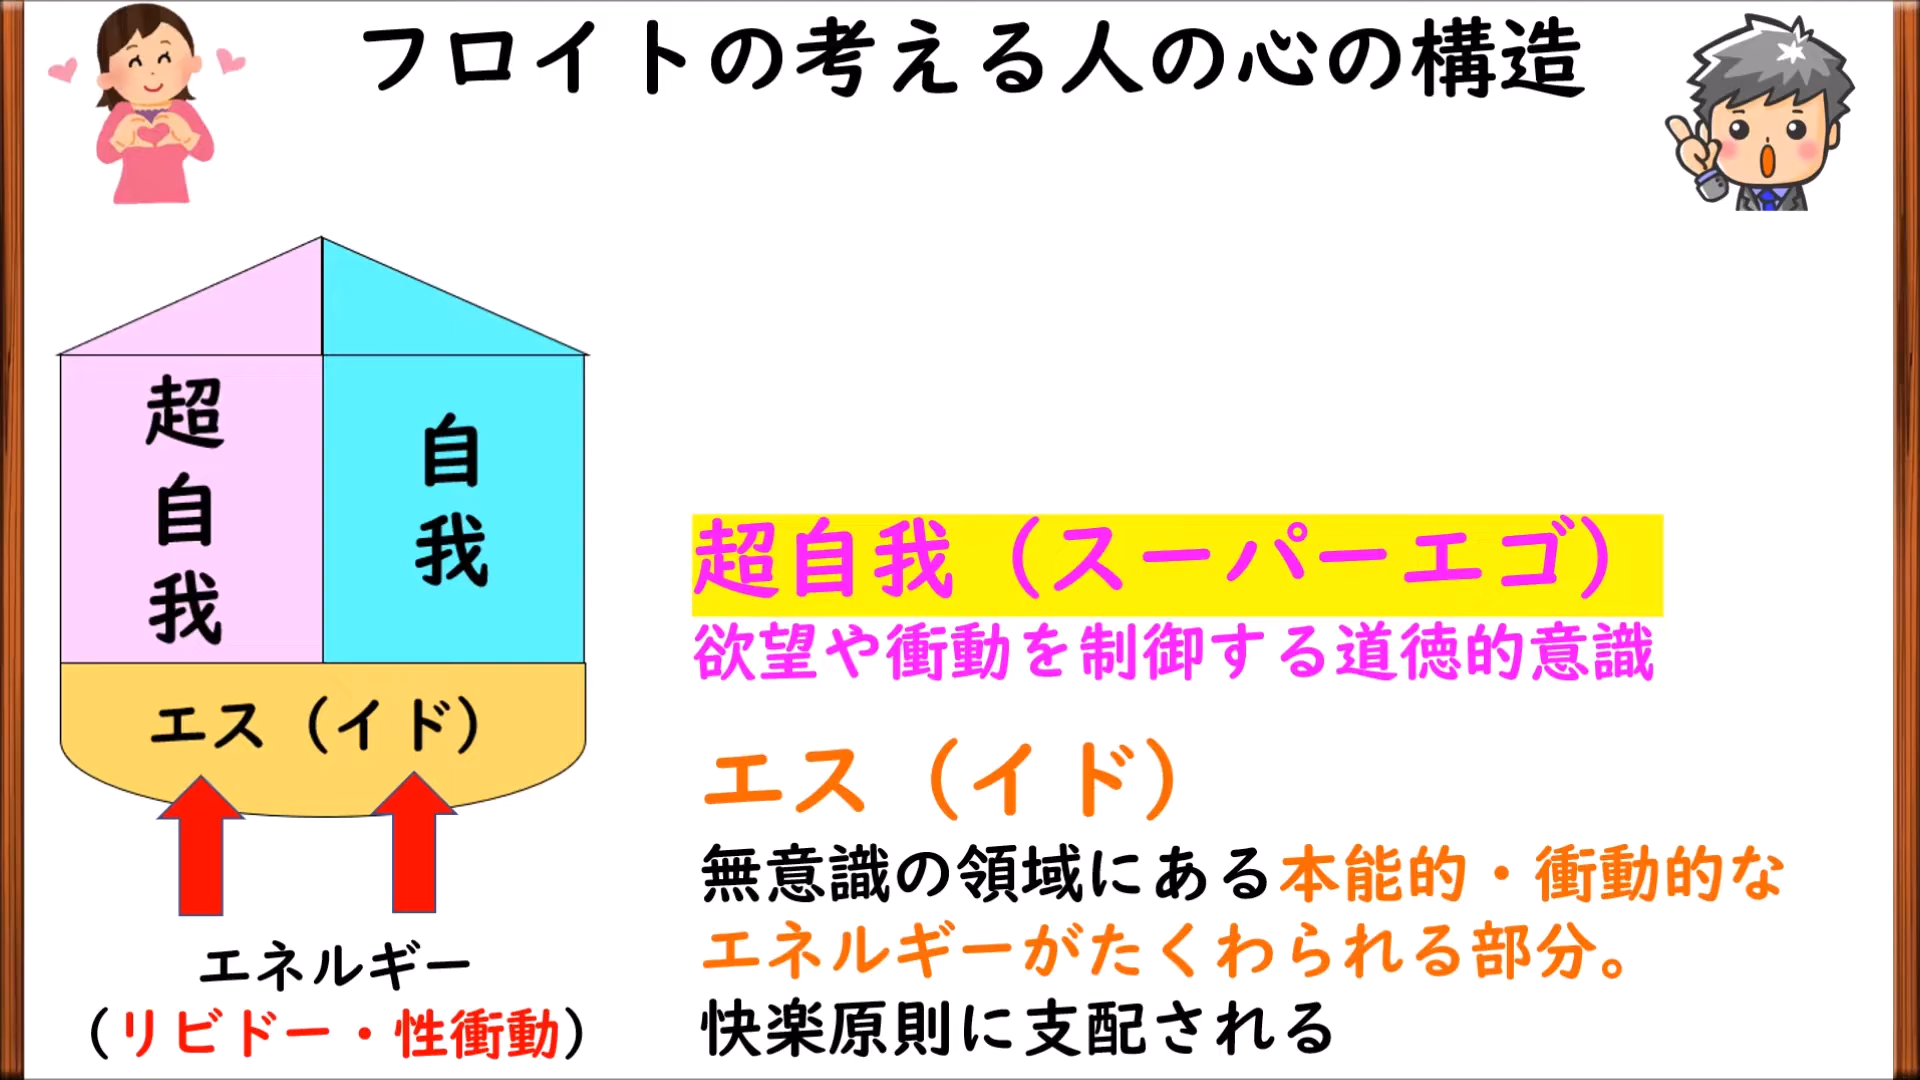 フロイトの考える人の心の構造
超自我
自我
エス（イド）
エネルギー
（リビドー・性衝動）
超自我（スーパーエゴ）
欲望や衝動を制御する道徳的意識
エス（イド）
無意識の領域にある本能的・衝動的な
エネルギーがたくわられる部分。
快楽原則に支配される